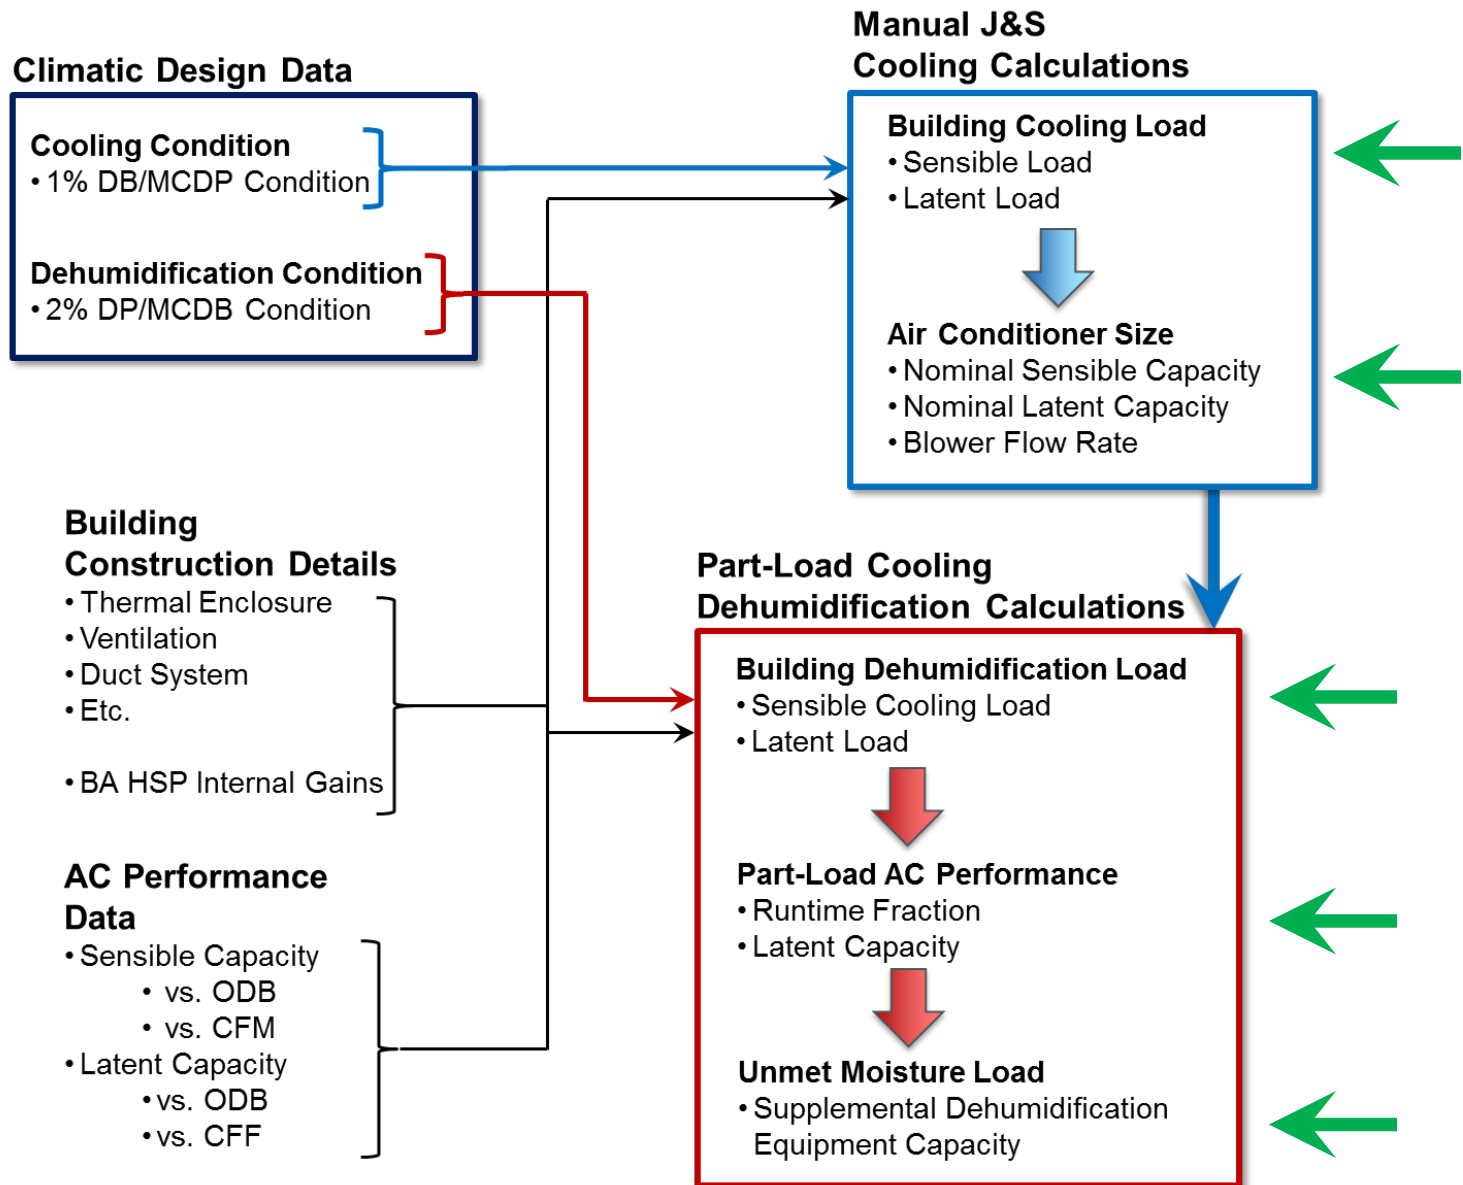 Climatic Design Data
Cooling Condition
• 1% DB/MCDP Condition
Dehumidification Condition
• 2% DP/MCDB Condition
Manual J&S
Cooling Calculations
Building Cooling Load
• Sensible Load
• Latent Load
Air Conditioner Size
• Nominal Sensible Capacity
• Nominal Latent Capacity
• Blower Flow Rate
Building
Construction Details
• Thermal Enclosure
• Ventilation
• Duct System
• Etc.
• BA HSP Internal Gains
AC Performance
Data
• Sensible Capacity
• vs. ODB
• vs. CFM
• Latent Capacity
• vs. ODB
• vs. CFF
Part-Load Cooling
Dehumidification Calculations
Building Dehumidification Load
• Sensible Cooling Load
• Latent Load
Part-Load AC Performance
• Runtime Fraction
• Latent Capacity
Unmet Moisture Load
• Supplemental Dehumidification
Equipment Capacity